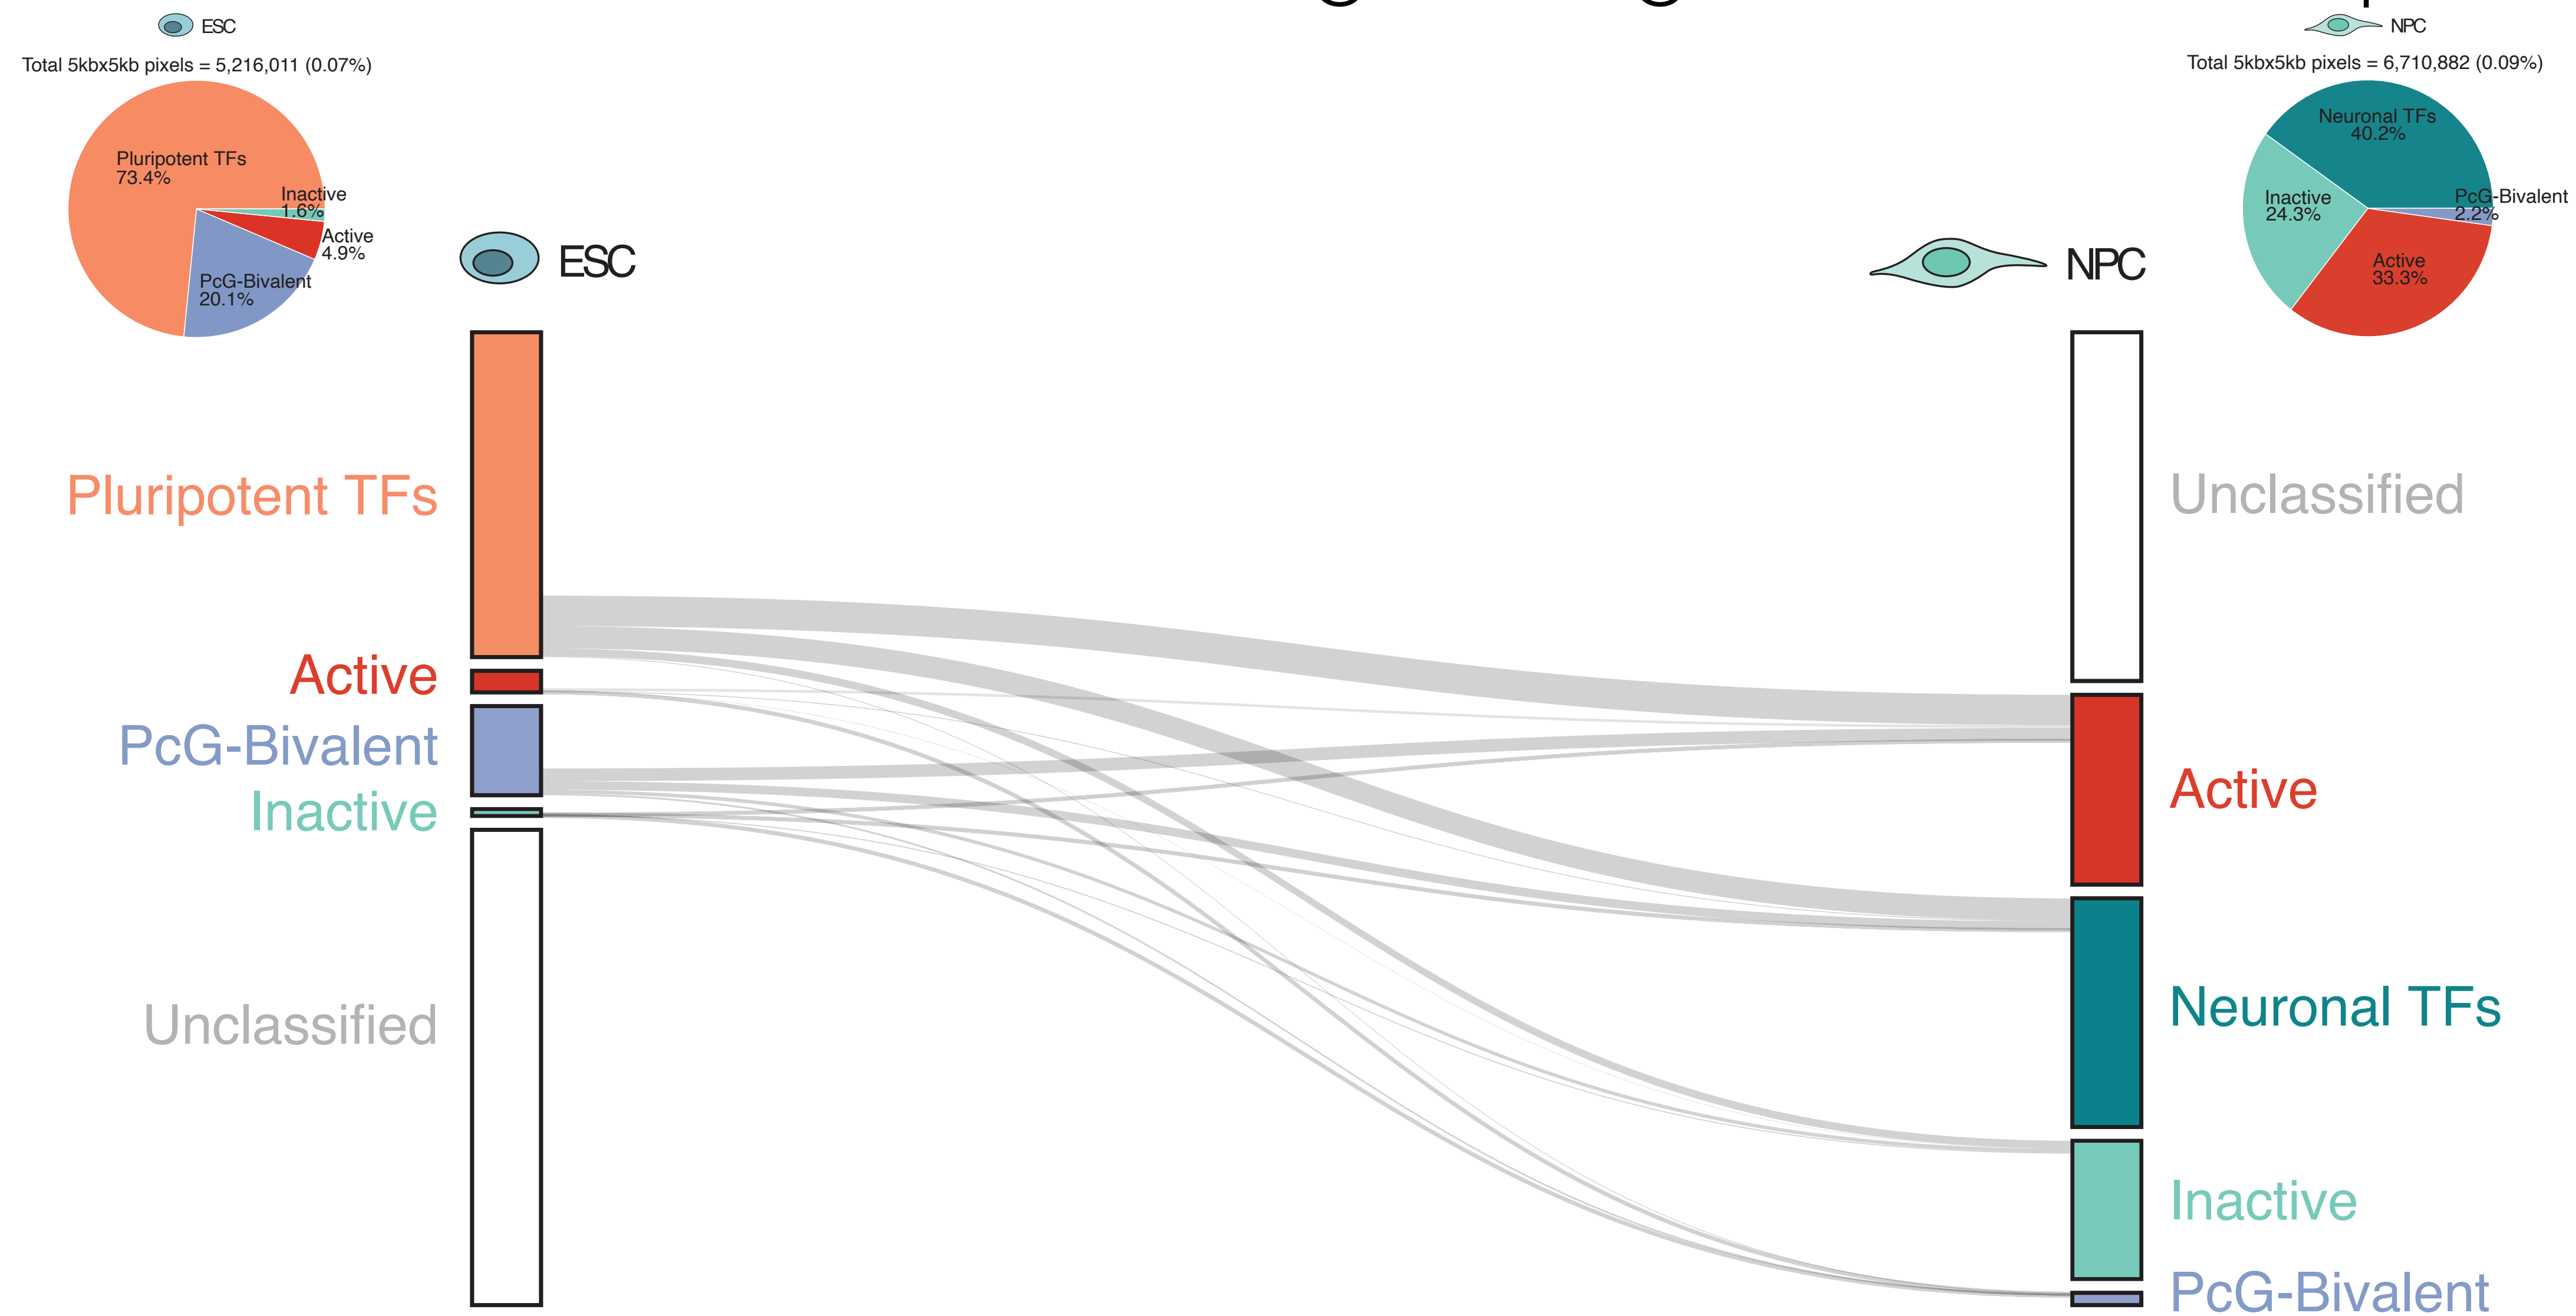 ESC
Total 5kbx5kb pixels = 5,216,011 (0.07%)
Pluripotent TFs
73.4%
Inactive
1.6%
Active
4.9%
PcG-Bivalent
20.1%
NPC
Total 5kbx5kb pixels = 6,710,882 (0.09%)
Neuronal TFs
40.2%
Inactive
24.3%
PcG-Bivalent
2.2%
Active
33.3%
ESC
NPC
Pluripotent TFs
Active
PcG-Bivalent
Inactive
Unclassified
Unclassified
Active
Neuronal TFs
Inactive
PcG-Bivalent